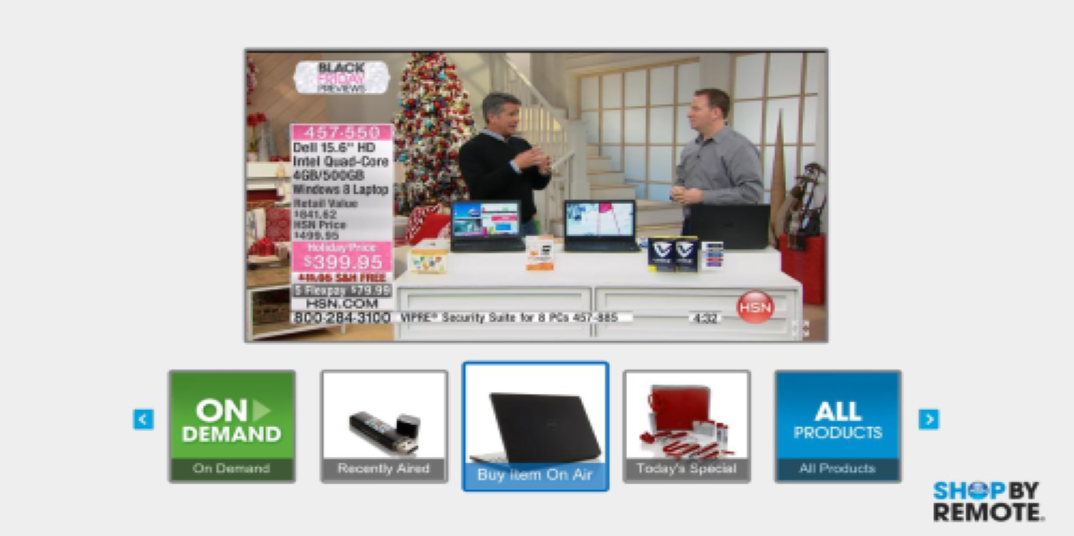 BLACK
FRIDAY
PREVIEWS
457-550
Dell 15.6" HD
Intel Quad-Core
4GB/500GB
Windows 8 Laptop
Retail Value
$841.62
HSN Price
$499.95
Holiday Price
$399.95
S&H FREE
5 Flexpay $79.99
HSN.COM
800-284-3100 VIPRE® Security Suite for 8 PCs 457-885 4:32
HSN
ON
DEMAND
On Demand
Recently Aired
Buy Item On Air
Today's Special
ALL
PRODUCTS
All Products
SHOP BY
REMOTE